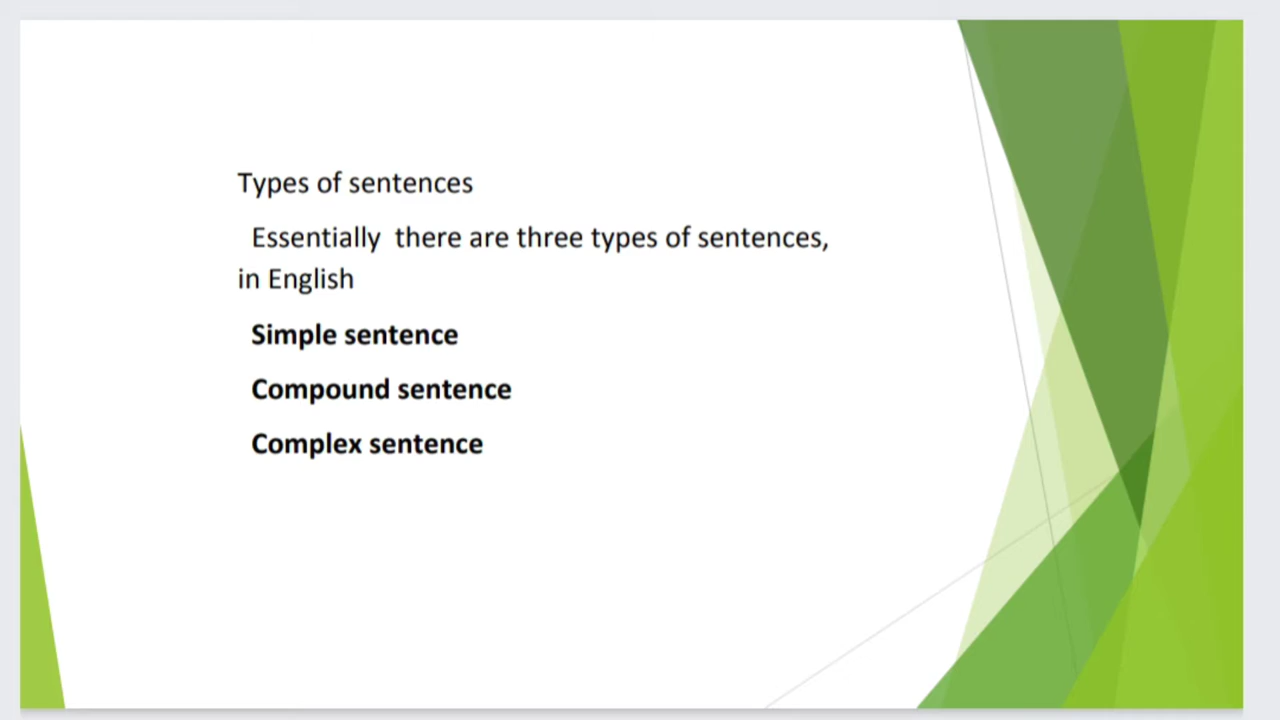 Types of sentences
Essentially  there are three types of sentences,
in English
Simple sentence
Compound sentence
Complex sentence